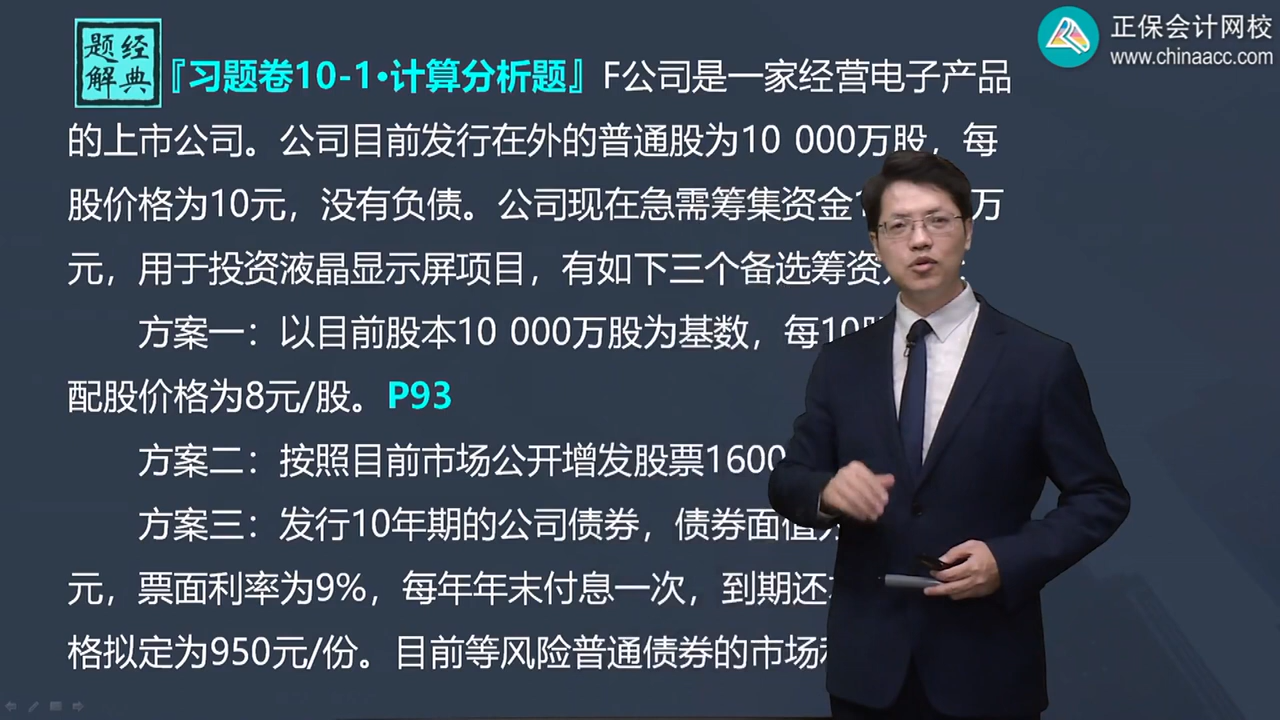 正保会计网校
www.chinaacc.com
经典
题解
『习题卷10-1•计算分析题』F公司是一家经营电子产品
的上市公司。公司目前发行在外的普通股为10 000万股，每
股价格为10元，没有负债。公司现在急需筹集资金1 万
元，用于投资液晶显示屏项目，有如下三个备选筹资
方案一：以目前股本10 000万股为基数，每10
配股价格为8元/股。P93
方案二：按照目前市场公开增发股票1600
方案三：发行10年期的公司债券，债券面值
元，票面利率为9%，每年年末付息一次，到期还
格拟定为950元/份。目前等风险普通债券的市场